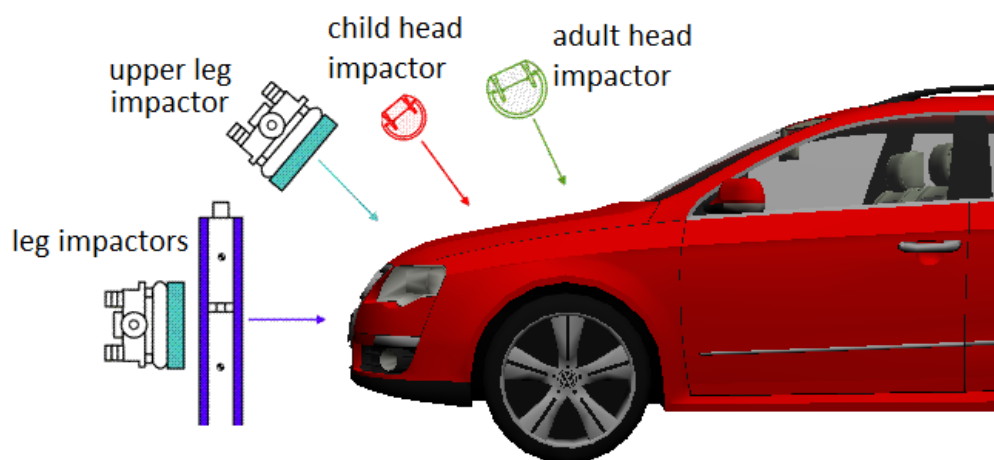 child head
impactor
adult head
impactor
upper leg
impactor
leg impactors